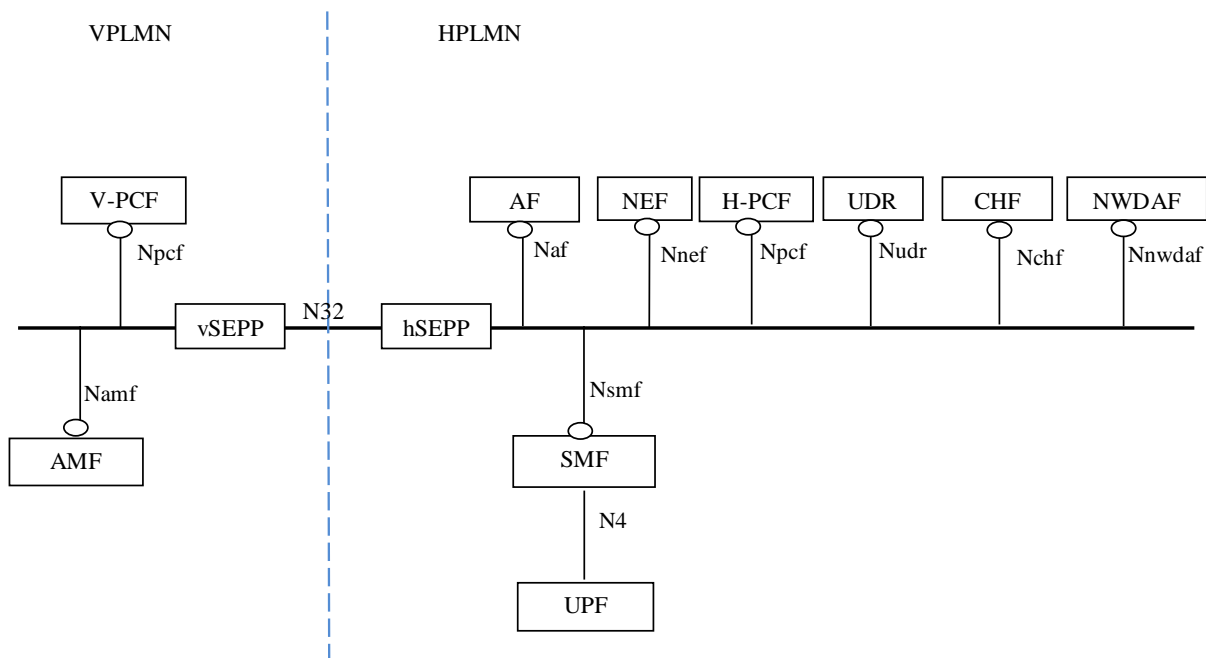 VPLMN
HPLMN
V-PCF
AF
NEF
H-PCF
UDR
CHF
NWDAF
Npcf
Naf
Nnef
Npcf
Nudr
Nchf
Nnwdaf
vSEPP
N32
hSEPP
Namf
Nsmf
AMF
SMF
N4
UPF